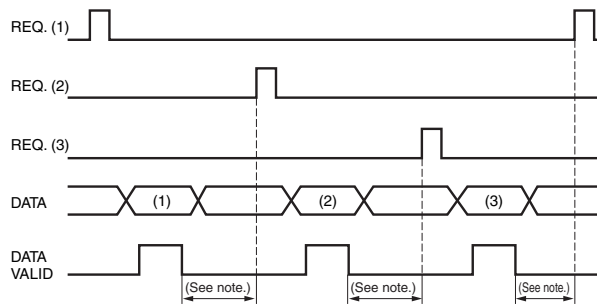 REQ. (1)
REQ. (2)
REQ. (3)
DATA
(1)
(2)
(3)
DATA
VALID
(See note.)
(See note.)
(See note.)